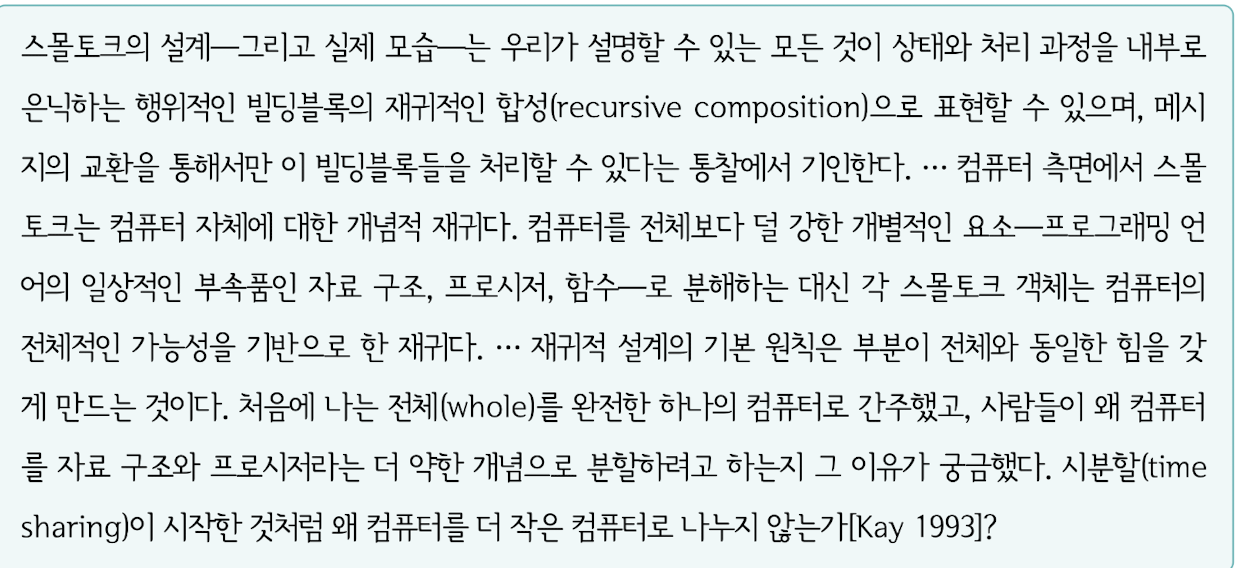 스몰토크의 설계—그리고 실제 모습—는 우리가 설명할 수 있는 모든 것이 상태와 처리 과정을 내부로
은닉하는 행위적인 빌딩블록의 재귀적인 합성(recursive composition)으로 표현할 수 있으며, 메시
지의 교환을 통해서만 이 빌딩블록들을 처리할 수 있다는 통찰에서 기인한다. … 컴퓨터 측면에서 스몰
토크는 컴퓨터 자체에 대한 개념적 재귀다. 컴퓨터를 전체보다 덜 강한 개별적인 요소—프로그래밍 언
어의 일상적인 부속품인 자료 구조, 프로시저, 함수—로 분해하는 대신 각 스몰토크 객체는 컴퓨터의
전체적인 가능성을 기반으로 한 재귀다. … 재귀적 설계의 기본 원칙은 부분이 전체와 동일한 힘을 갖
게 만드는 것이다. 처음에 나는 전체(whole)를 완전한 하나의 컴퓨터로 간주했고, 사람들이 왜 컴퓨터
를 자료 구조와 프로시저라는 더 약한 개념으로 분할하려고 하는지 그 이유가 궁금했다. 시분할(time
sharing)이 시작한 것처럼 왜 컴퓨터를 더 작은 컴퓨터로 나누지 않는가[Kay 1993]?